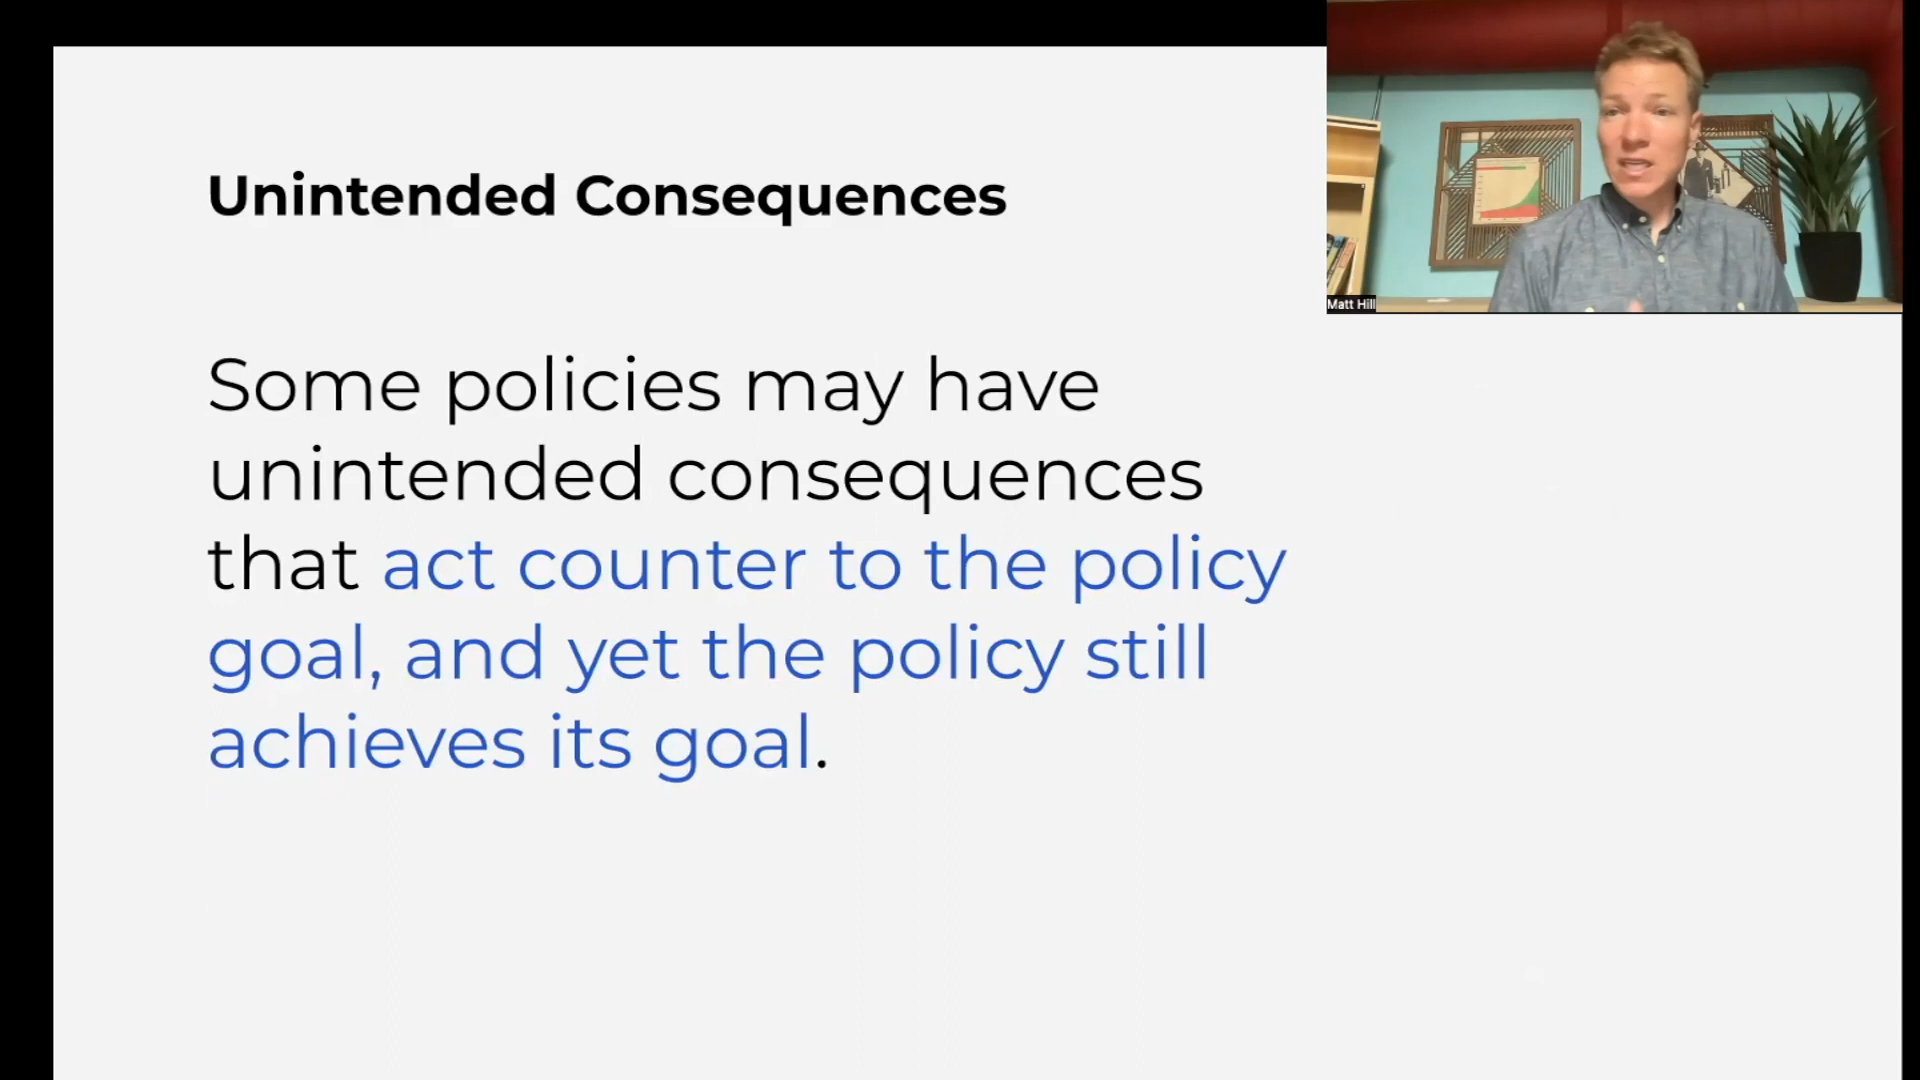 Unintended Consequences
Some policies may have
unintended consequences
that act counter to the policy
goal, and yet the policy still
achieves its goal.
Matt Hill